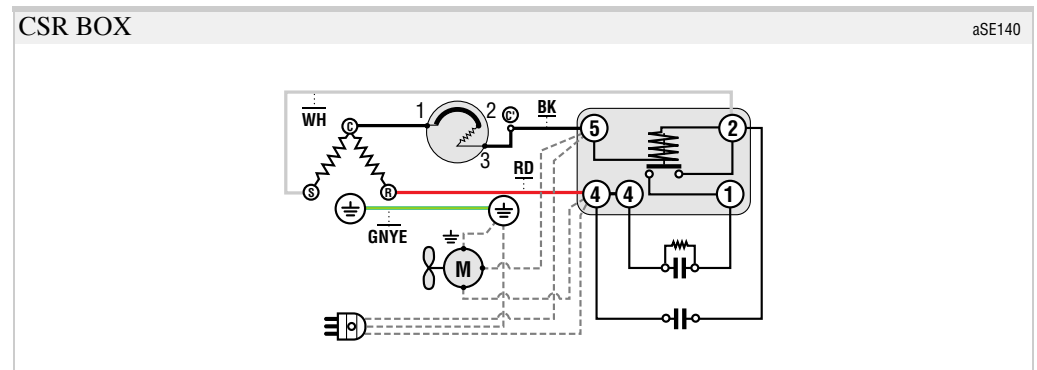 CSR BOX aSE140
WH
1 2 C' BK
C
3
5 2
RD
S R
4 4 1
GNYE
M